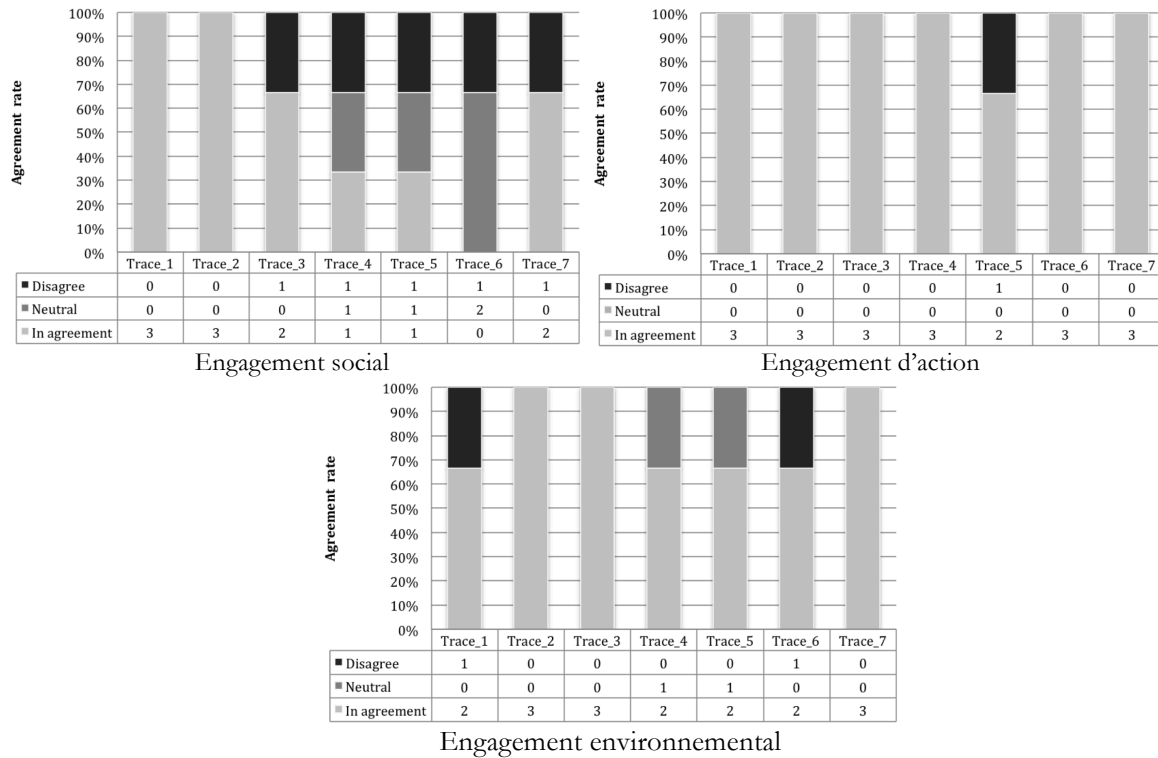 100%
90%
80%
70%
60%
50%
40%
30%
20%
10%
0%
Agreement rate
Trace_1 Trace_2 Trace_3 Trace_4 Trace_5 Trace_6 Trace_7
Disagree 0 0 1 1 1 1 1
Neutral 0 0 0 1 1 2 0
In agreement 3 3 2 1 1 0 2
Engagement social
100%
90%
80%
70%
60%
50%
40%
30%
20%
10%
0%
Agreement rate
Trace_1 Trace_2 Trace_3 Trace_4 Trace_5 Trace_6 Trace_7
Disagree 0 0 0 0 1 0 0
Neutral 0 0 0 0 0 0 0
In agreement 3 3 3 3 2 3 3
Engagement d’action
100%
90%
80%
70%
60%
50%
40%
30%
20%
10%
0%
Agreement rate
Trace_1 Trace_2 Trace_3 Trace_4 Trace_5 Trace_6 Trace_7
Disagree 1 0 0 0 0 1 0
Neutral 0 0 0 1 1 0 0
In agreement 2 3 3 2 2 2 3
Engagement environnemental